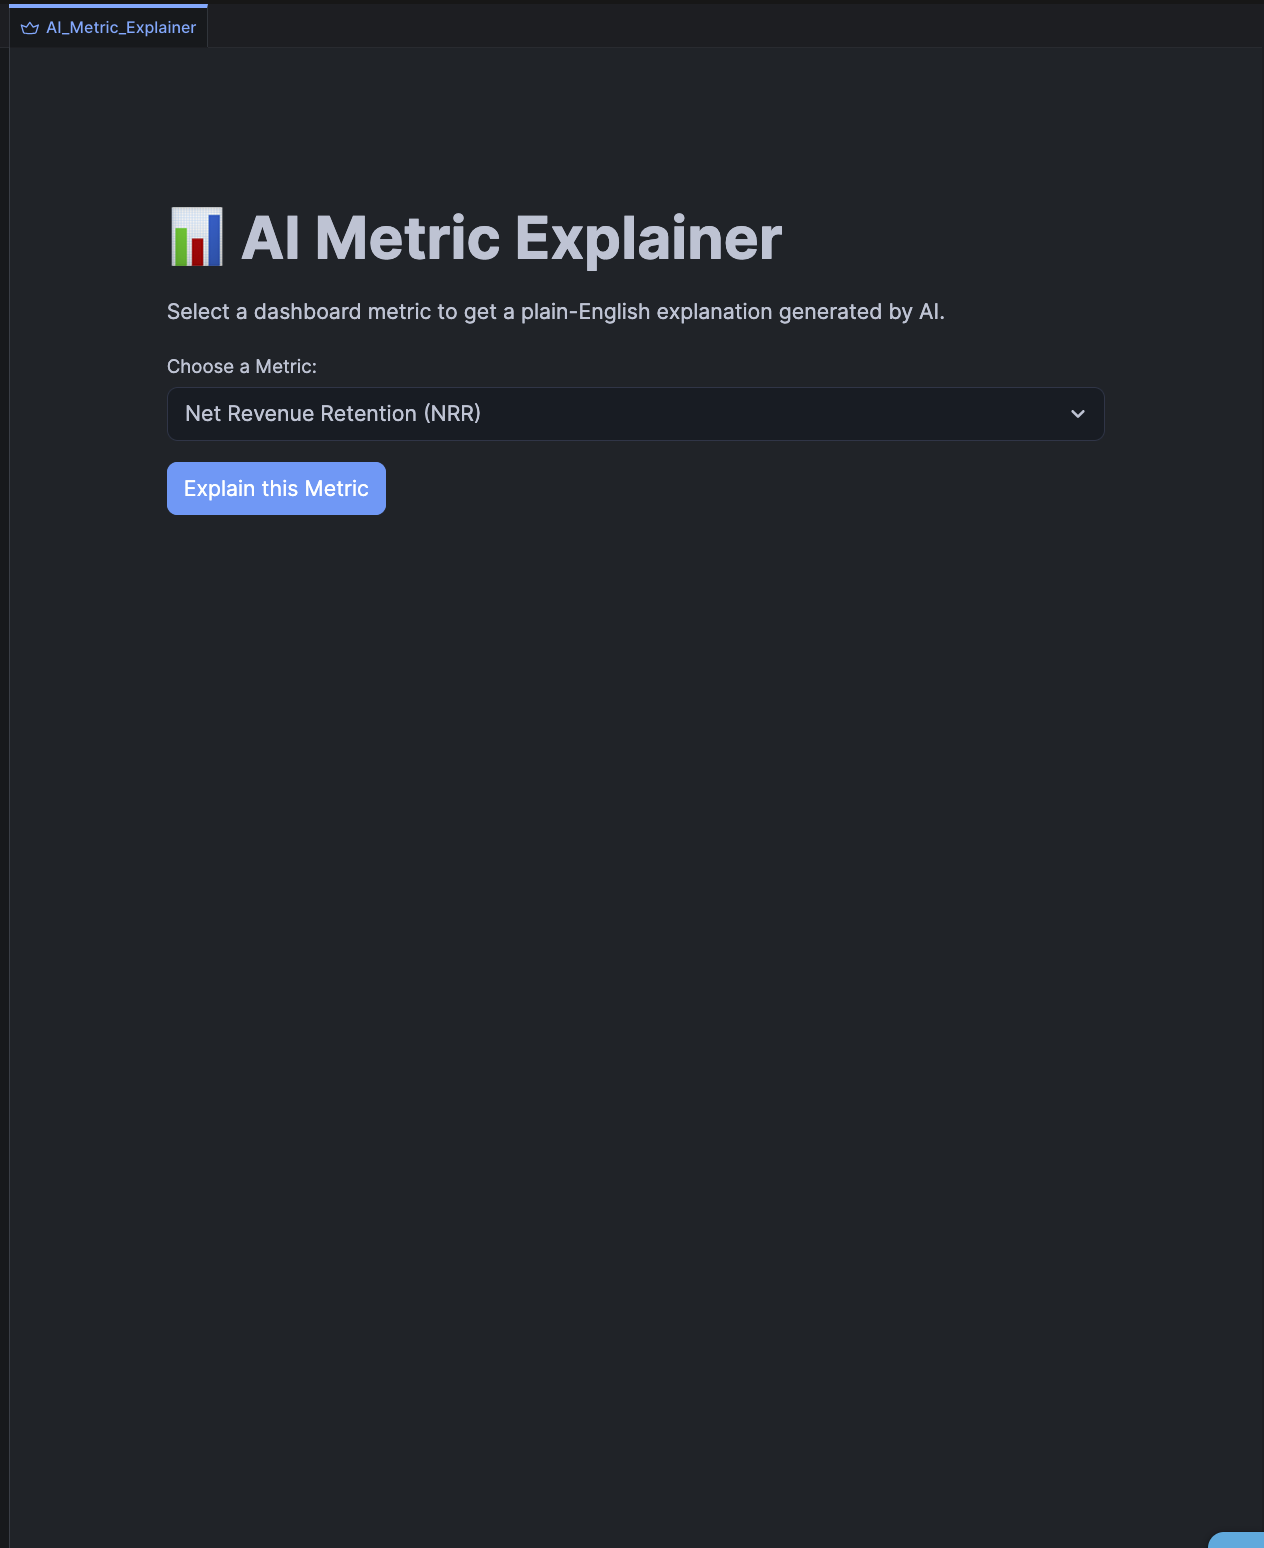 AI_Metric_Explainer
📊 AI Metric Explainer
Select a dashboard metric to get a plain-English explanation generated by AI.
Choose a Metric:
Net Revenue Retention (NRR)
Explain this Metric